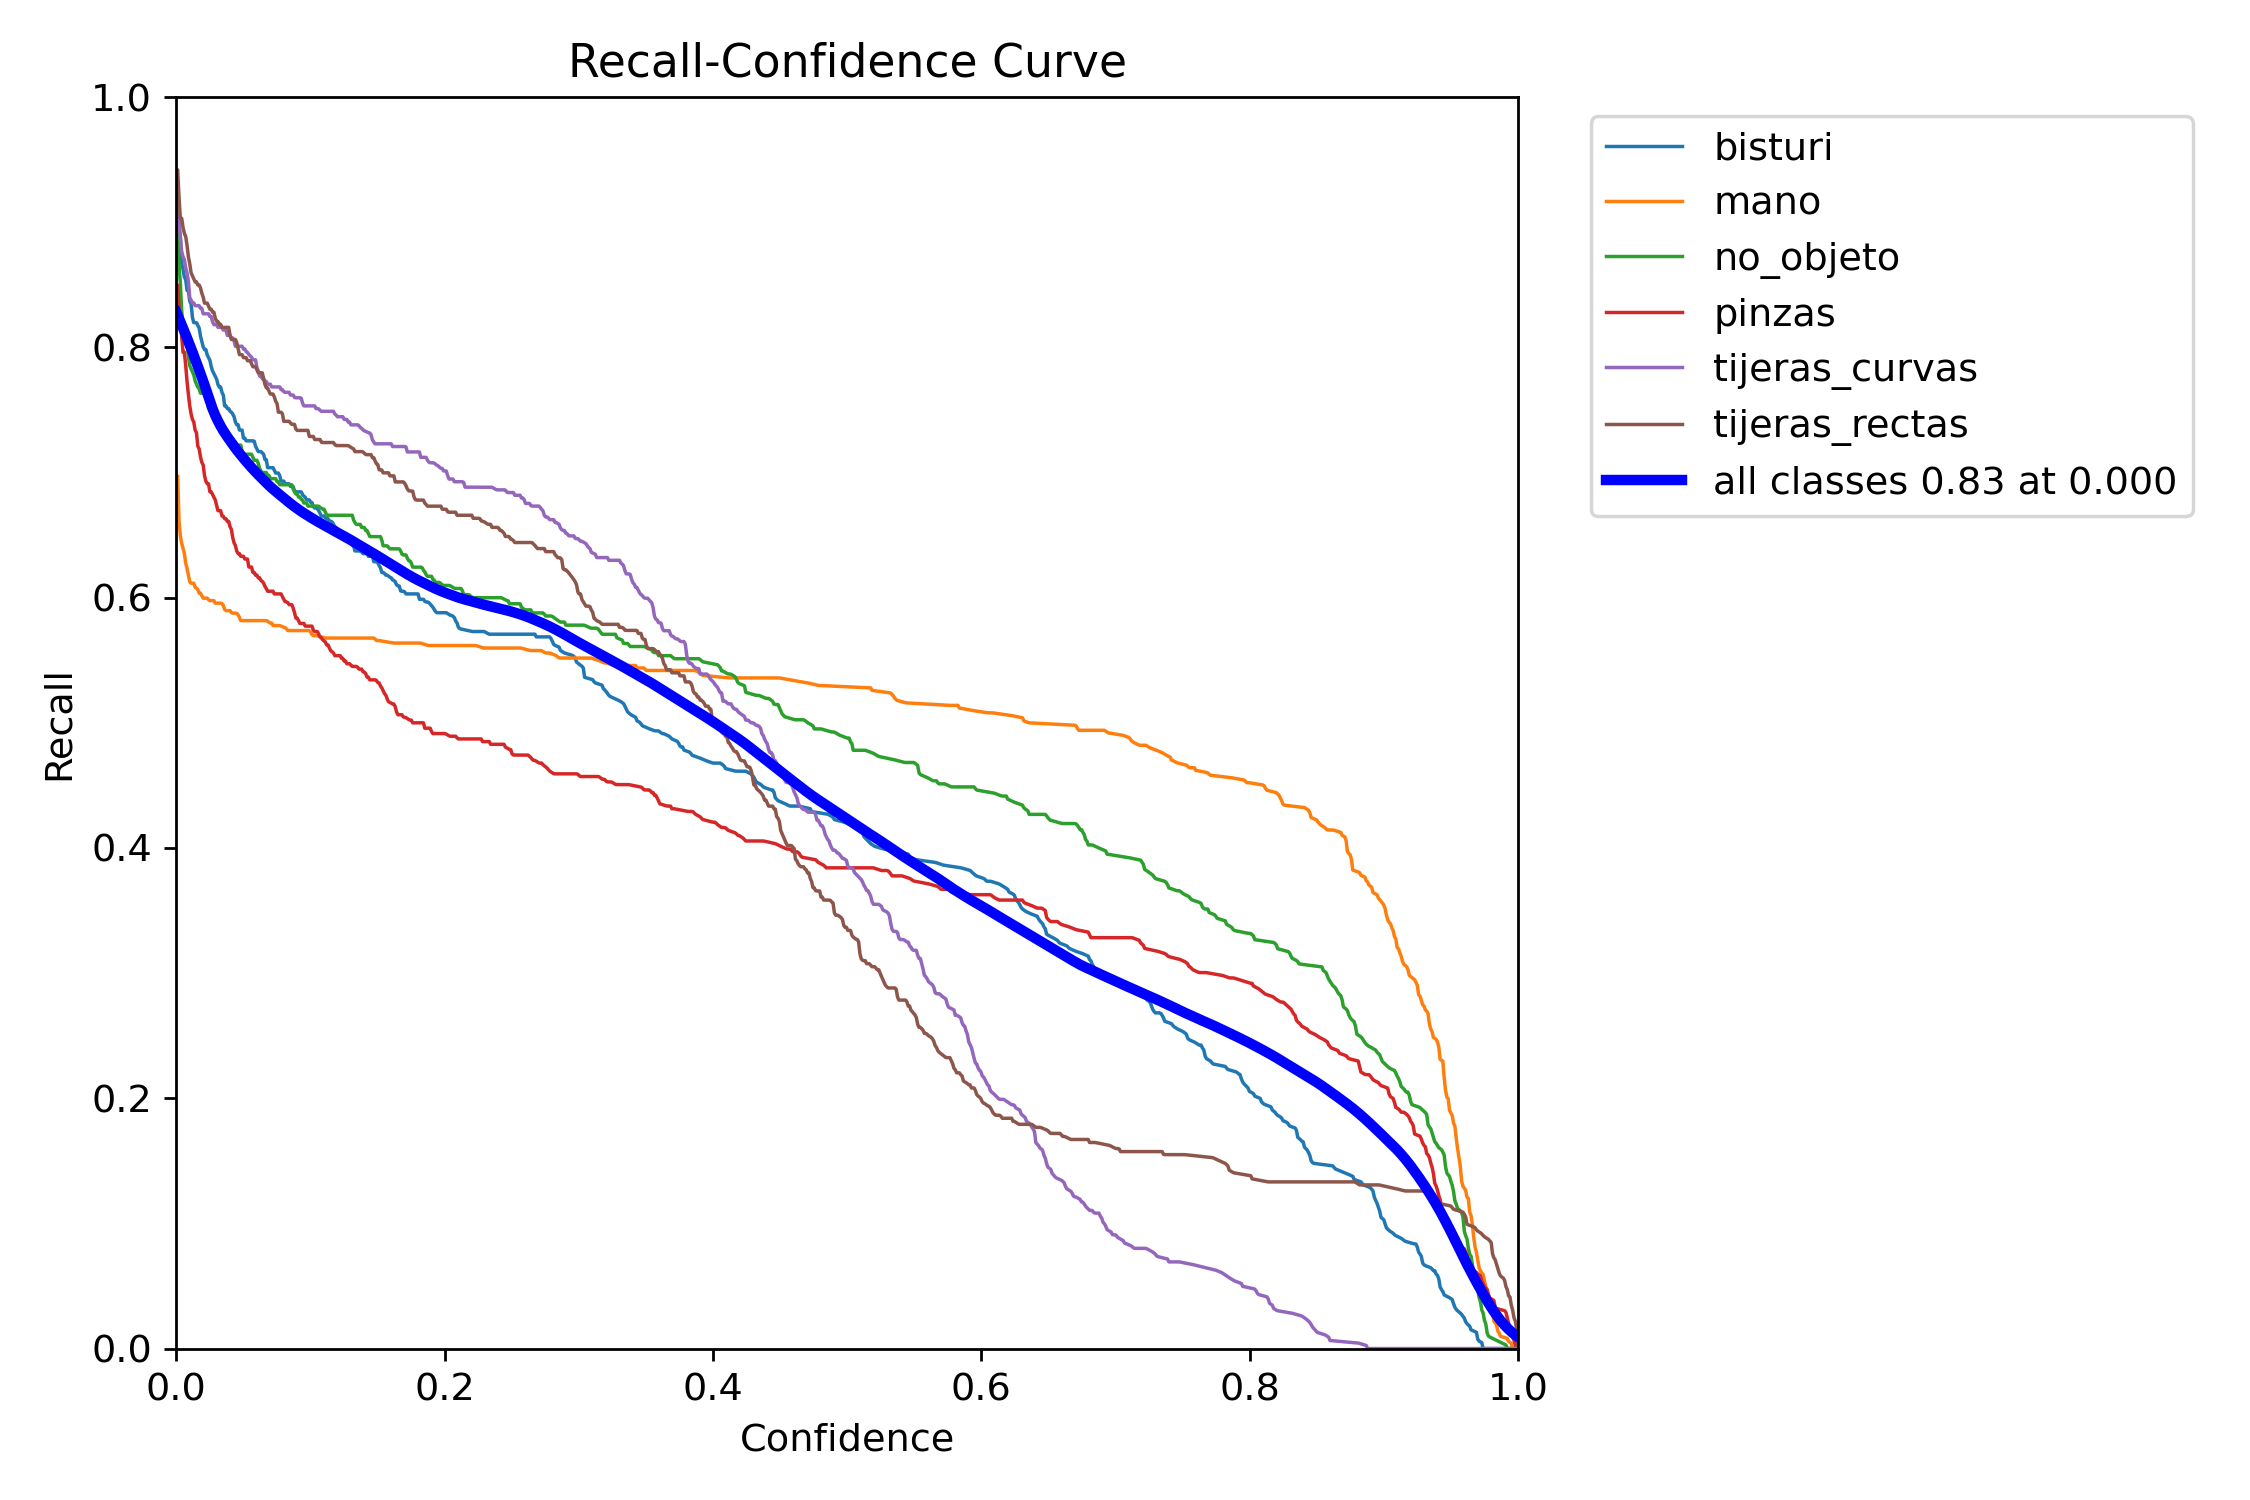 Recall-Confidence Curve
1.0
0.8
0.6
0.4
0.2
0.0
Recall
0.0 0.2 0.4 0.6 0.8 1.0
Confidence
bisturi
mano
no_objeto
pinzas
tijeras_curvas
tijeras_rectas
all classes 0.83 at 0.000